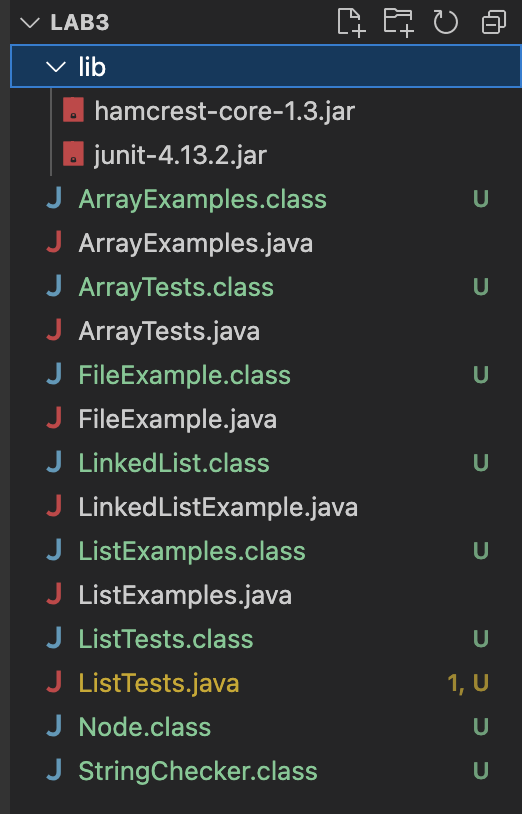 LAB3
lib
hamcrest-core-1.3.jar
junit-4.13.2.jar
ArrayExamples.class U
ArrayExamples.java
ArrayTests.class U
ArrayTests.java
FileExample.class U
FileExample.java
LinkedList.class U
LinkedListExample.java
ListExamples.class U
ListExamples.java
ListTests.class U
ListTests.java 1, U
Node.class U
StringChecker.class U